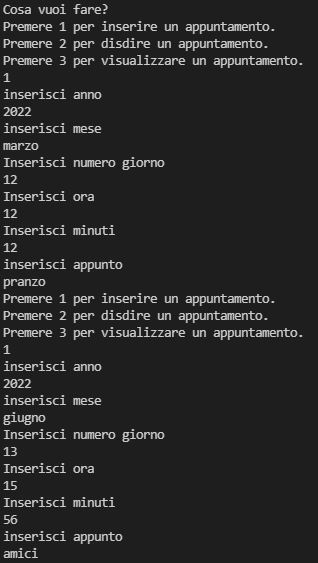 Cosa vuoi fare?
Premere 1 per inserire un appuntamento.
Premere 2 per disdire un appuntamento.
Premere 3 per visualizzare un appuntamento.
1
inserisci anno
2022
inserisci mese
marzo
Inserisci numero giorno
12
Inserisci ora
12
Inserisci minuti
12
inserisci appunto
pranzo
Premere 1 per inserire un appuntamento.
Premere 2 per disdire un appuntamento.
Premere 3 per visualizzare un appuntamento.
1
inserisci anno
2022
inserisci mese
giugno
Inserisci numero giorno
13
Inserisci ora
15
Inserisci minuti
56
inserisci appunto
amici